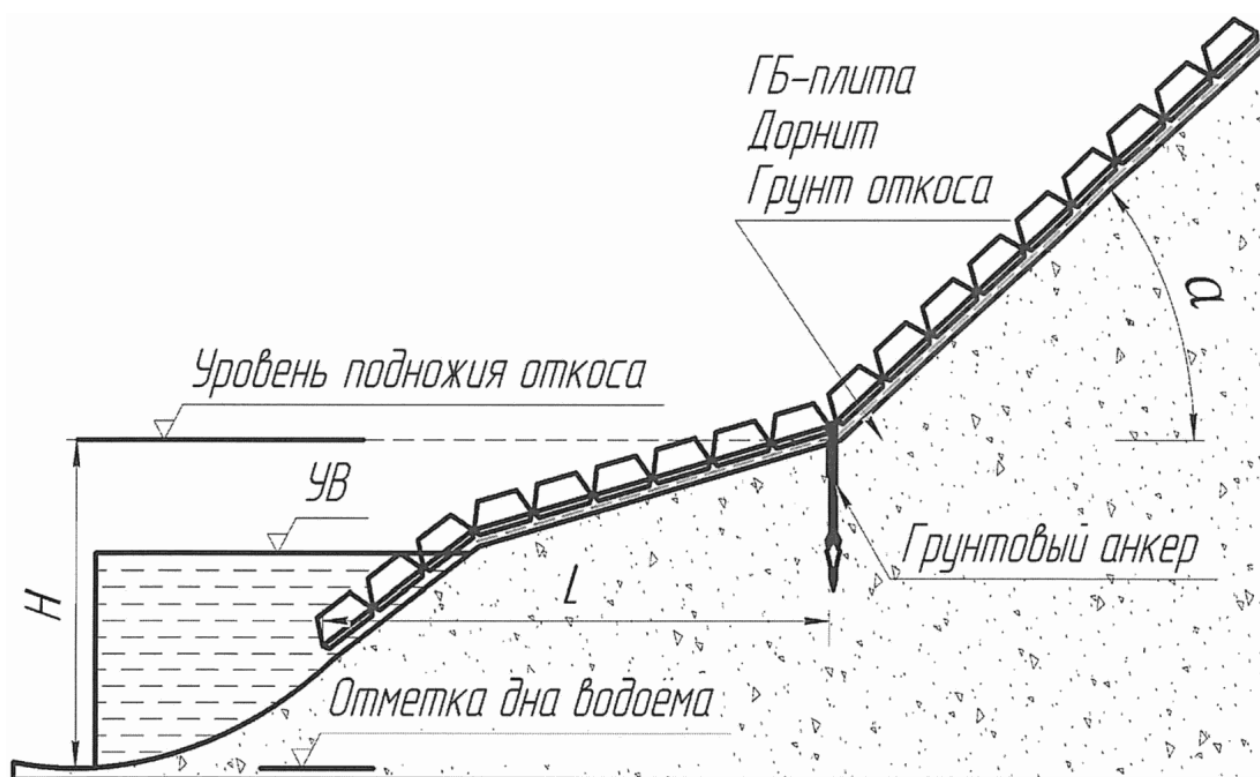 ГБ-плита
Дорнит
Грунт откоса
Уровень подножия откоса
УВ
α
H
L
Грунтовый анкер
Отметка дна водоёма